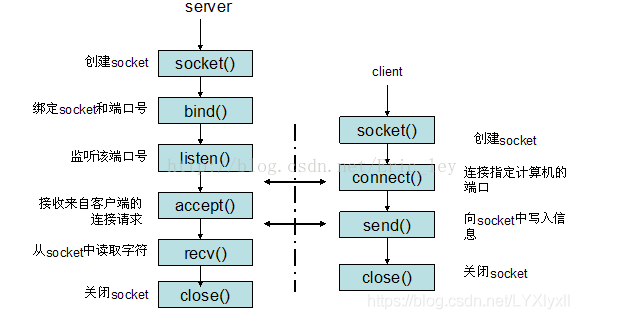 server
创建socket
socket()
绑定socket和端口号
bind()
监听该端口号
listen()
接收来自客户端的
连接请求
accept()
从socket中读取字符
recv()
关闭socket
close()
client
socket()
创建socket
connect()
连接指定计算机的
端口
send()
向socket中写入信
息
close()
关闭socket
https://blog.csdn.net/LYXlyxll